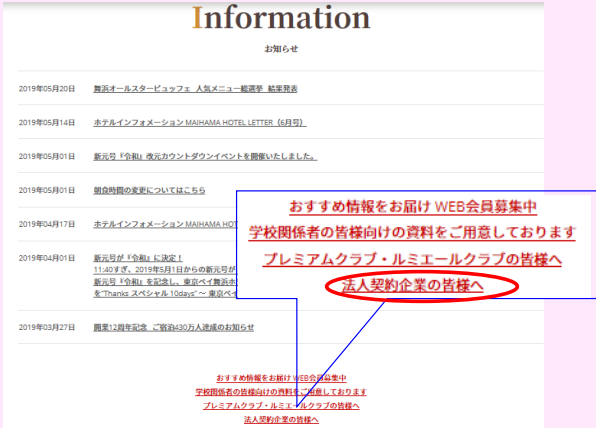 Information
お知らせ
2019年05月20日 舞浜オールスタービュッフェ 人気メニュー総選挙 結果発表
2019年05月14日 ホテルインフォメーション MAIHAMA HOTEL LETTER（6月号）
2019年05月01日 新元号『令和』改元カウントダウンイベントを開催いたしました。
2019年05月01日 朝食時間の変更についてはこちら
2019年04月17日 ホテルインフォメーション MAIHAMA HOT
2019年04月01日 新元号が『令和』に決定！
11:40すぎ、2019年5月1日からの新元号が
新元号『令和』を記念し、東京ベイ舞浜ホ
を"Thanks スペシャル 10days"～ 東京ベイ
2019年03月27日 開業12周年記念 ご宿泊430万人達成のお知らせ
おすすめ情報をお届け WEB会員募集中
学校関係者の皆様向けの資料をご用意しております
プレミアムクラブ・ルミエールクラブの皆様へ
法人契約企業の皆様へ
おすすめ情報をお届け WEB会員募集中
学校関係者の皆様向けの資料をご用意しております
プレミアムクラブ・ルミエールクラブの皆様へ
法人契約企業の皆様へ